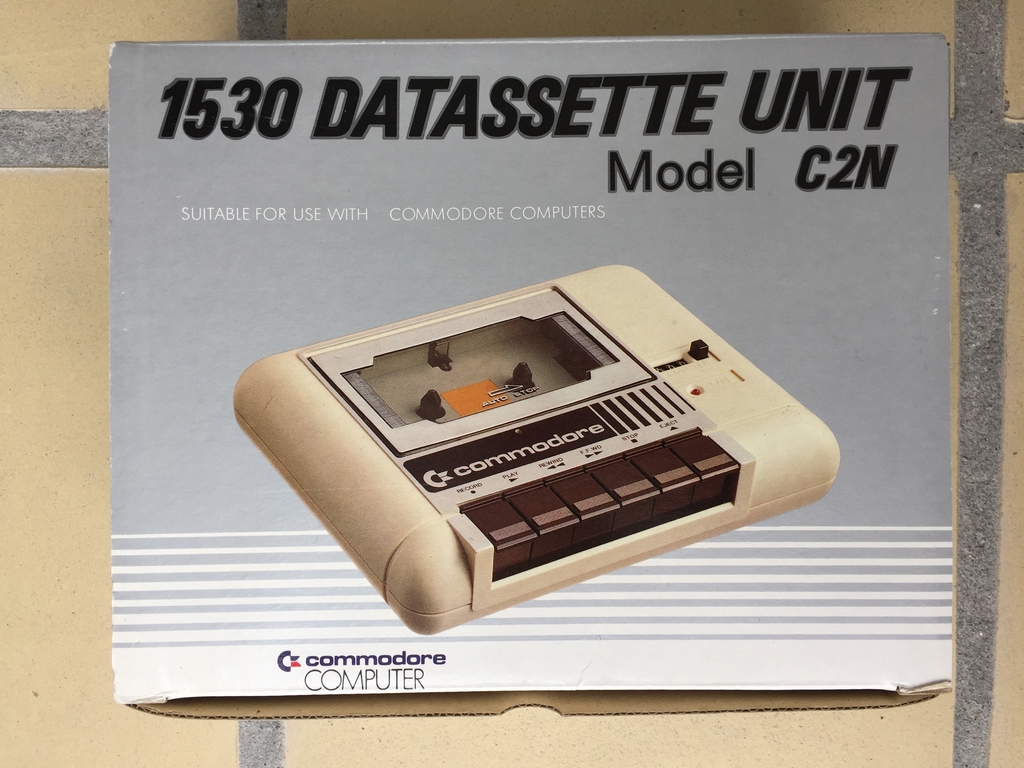 1530 DATASSETTE UNIT
Model C2N
SUITABLE FOR USE WITH COMMODORE COMPUTERS
AUTO STOP
commodore
RECORD PLAY REWIND F.FWD STOP EJECT
commodore
COMPUTER